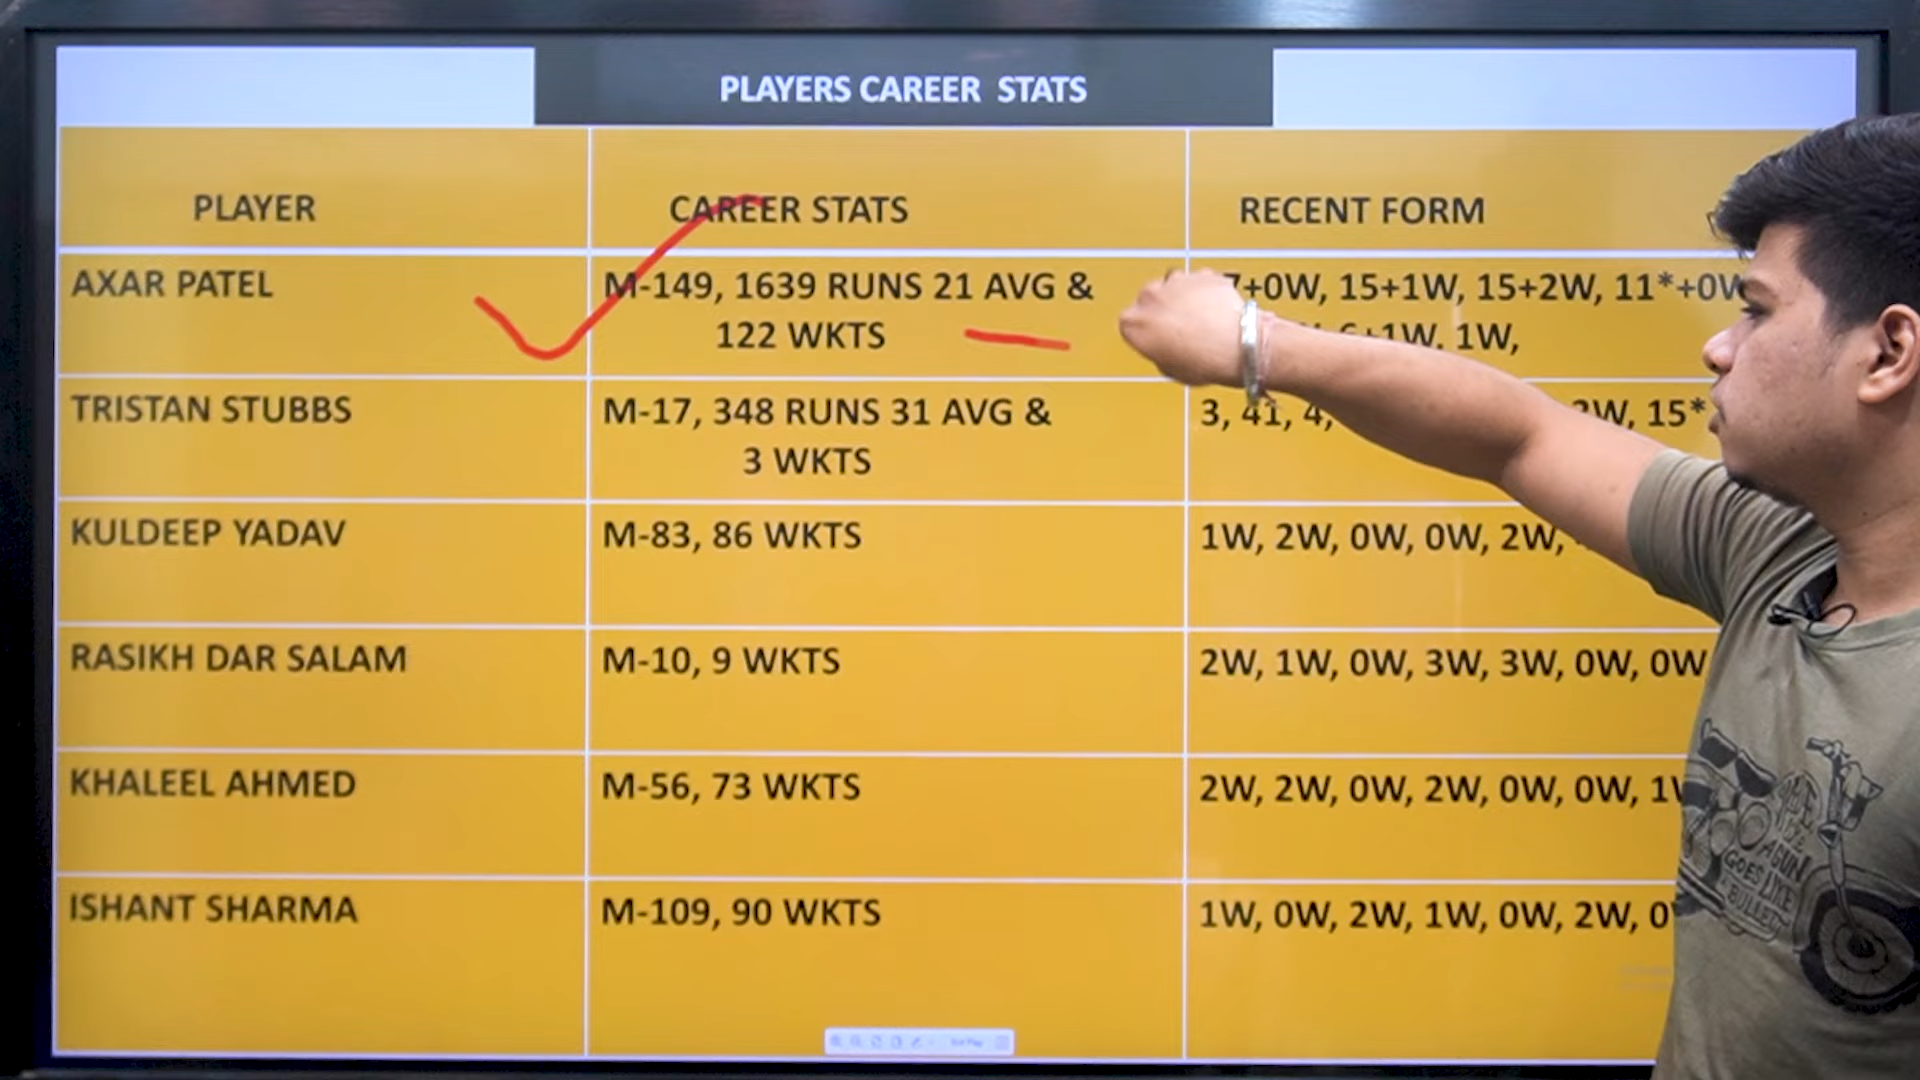 PLAYERS CAREER STATS
PLAYER
CAREER STATS
RECENT FORM
AXAR PATEL
M-149, 1639 RUNS 21 AVG &
122 WKTS
7+0W, 15+1W, 15+2W, 11*+0W
6+1W, 1W,
TRISTAN STUBBS
M-17, 348 RUNS 31 AVG &
3 WKTS
3, 41, 4, 15*
KULDEEP YADAV
M-83, 86 WKTS
1W, 2W, 0W, 0W, 2W,
RASIKH DAR SALAM
M-10, 9 WKTS
2W, 1W, 0W, 3W, 3W, 0W, 0W
KHALEEL AHMED
M-56, 73 WKTS
2W, 2W, 0W, 2W, 0W, 0W,
ISHANT SHARMA
M-109, 90 WKTS
1W, 0W, 2W, 1W, 0W, 2W,
GOES LIKE
A BULLET